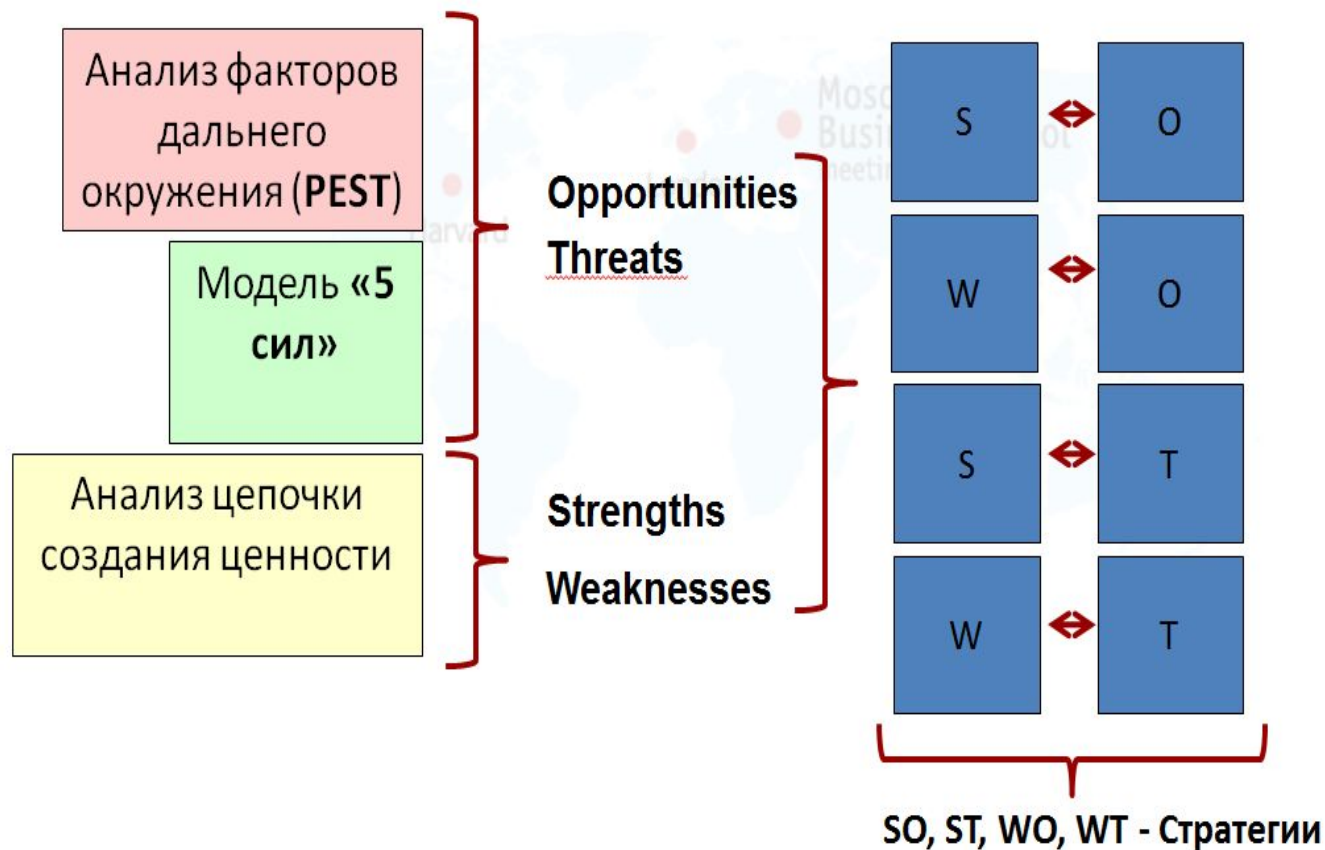 Анализ факторов
дальнего
окружения (PEST)
Модель «5
сил»
Анализ цепочки
создания ценности
Harvard
Opportunities
Threats
Strengths
Weaknesses
S
O
W
O
S
T
W
T
SO, ST, WO, WT - Стратегии